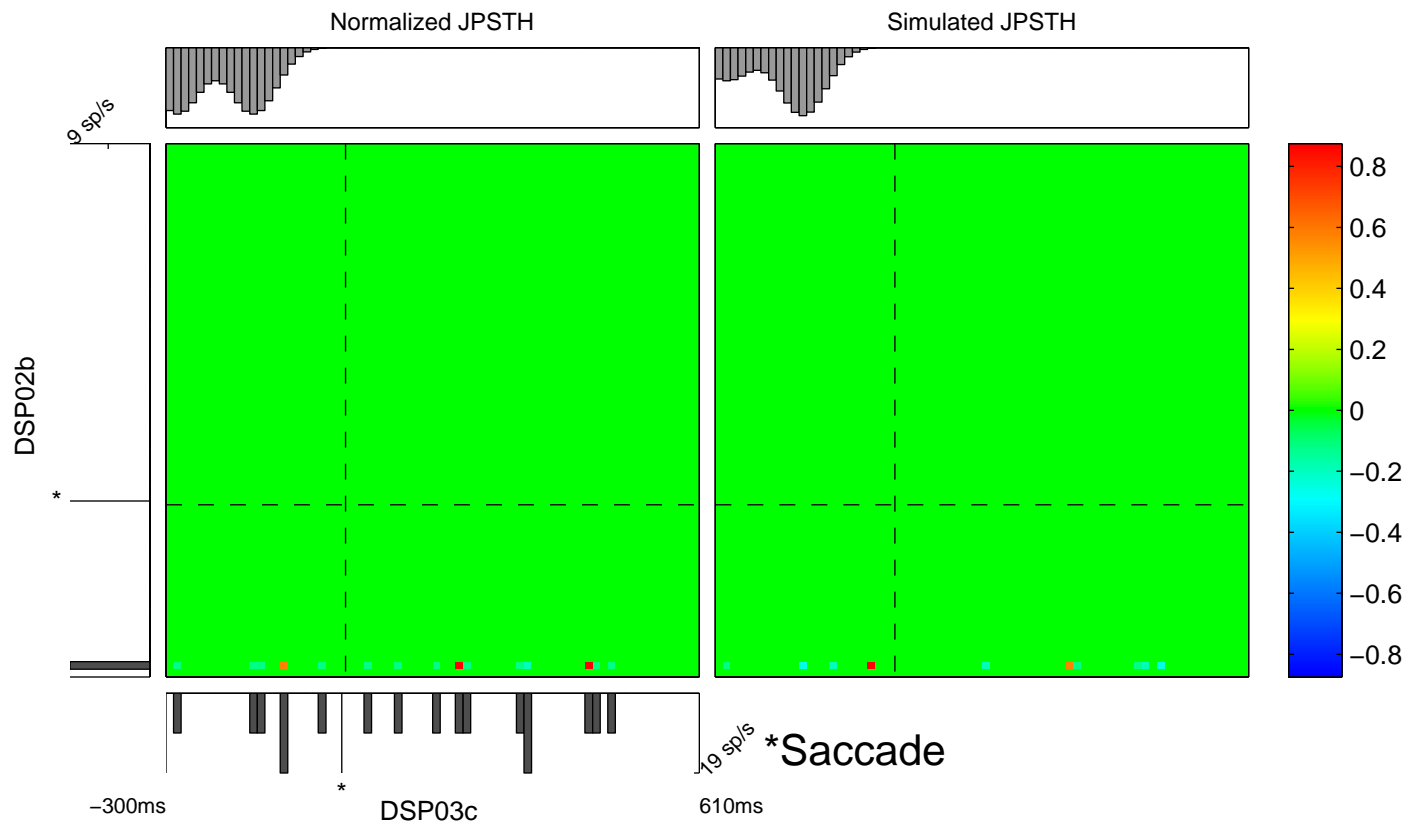 Normalized JPSTH
Simulated JPSTH
9 sp/s
DSP02b
*
0.8
0.6
0.4
0.2
0
−0.2
−0.4
−0.6
−0.8
19 sp/s
*Saccade
*
−300ms
DSP03c
610ms